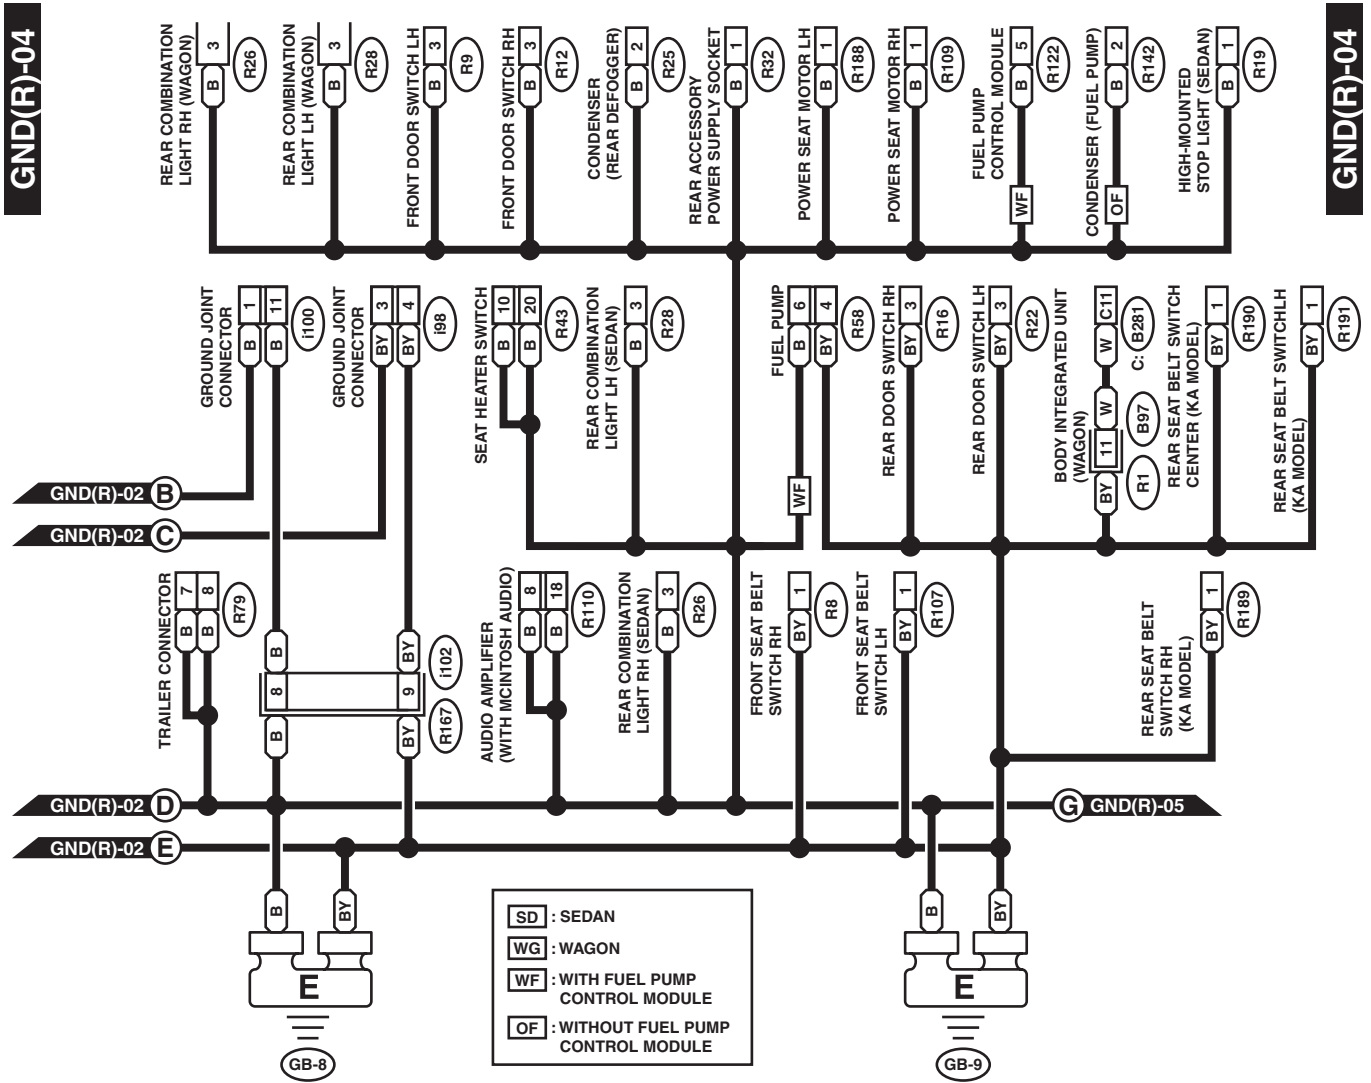 GND(R)-04
GND(R)-04
REAR COMBINATION
LIGHT RH (WAGON)
3
B
R26
REAR COMBINATION
LIGHT LH (WAGON)
3
B
R28
FRONT DOOR SWITCH LH
3
B
R9
FRONT DOOR SWITCH RH
3
B
R12
CONDENSER
(REAR DEFOGGER)
2
B
R25
REAR ACCESSORY
POWER SUPPLY SOCKET
1
B
R32
POWER SEAT MOTOR LH
1
B
R188
POWER SEAT MOTOR RH
1
B
R109
FUEL PUMP
CONTROL MODULE
5
B
R122
WF
CONDENSER (FUEL PUMP)
2
B
R142
OF
HIGH-MOUNTED
STOP LIGHT (SEDAN)
1
B
R19
GROUND JOINT
CONNECTOR
1
11
B
B
i100
GROUND JOINT
CONNECTOR
3
4
BY
BY
i98
SEAT HEATER SWITCH
10
20
B
B
R43
REAR COMBINATION
LIGHT LH (SEDAN)
3
B
R28
FUEL PUMP
6
4
B
BY
R58
WF
REAR DOOR SWITCH RH
3
BY
R16
REAR DOOR SWITCH LH
3
BY
R22
BODY INTEGRATED UNIT
(WAGON)
C11
W
C: B281
W
11
B97
BY
R1
REAR SEAT BELT SWITCH
CENTER (KA MODEL)
1
BY
R190
REAR SEAT BELT SWITCHLH
(KA MODEL)
1
BY
R191
GND(R)-02 B
GND(R)-02 C
TRAILER CONNECTOR
7
8
B
B
R79
B
8
B
BY
9
BY
i102
R167
AUDIO AMPLIFIER
(WITH MCINTOSH AUDIO)
8
18
B
B
R110
REAR COMBINATION
LIGHT RH (SEDAN)
3
B
R26
FRONT SEAT BELT
SWITCH RH
1
BY
R8
FRONT SEAT BELT
SWITCH LH
1
BY
R107
REAR SEAT BELT
SWITCH RH
(KA MODEL)
1
BY
R189
GND(R)-02 D
G GND(R)-05
GND(R)-02 E
B
BY
E
GB-8
SD : SEDAN
WG : WAGON
WF : WITH FUEL PUMP
CONTROL MODULE
OF : WITHOUT FUEL PUMP
CONTROL MODULE
B
BY
E
GB-9